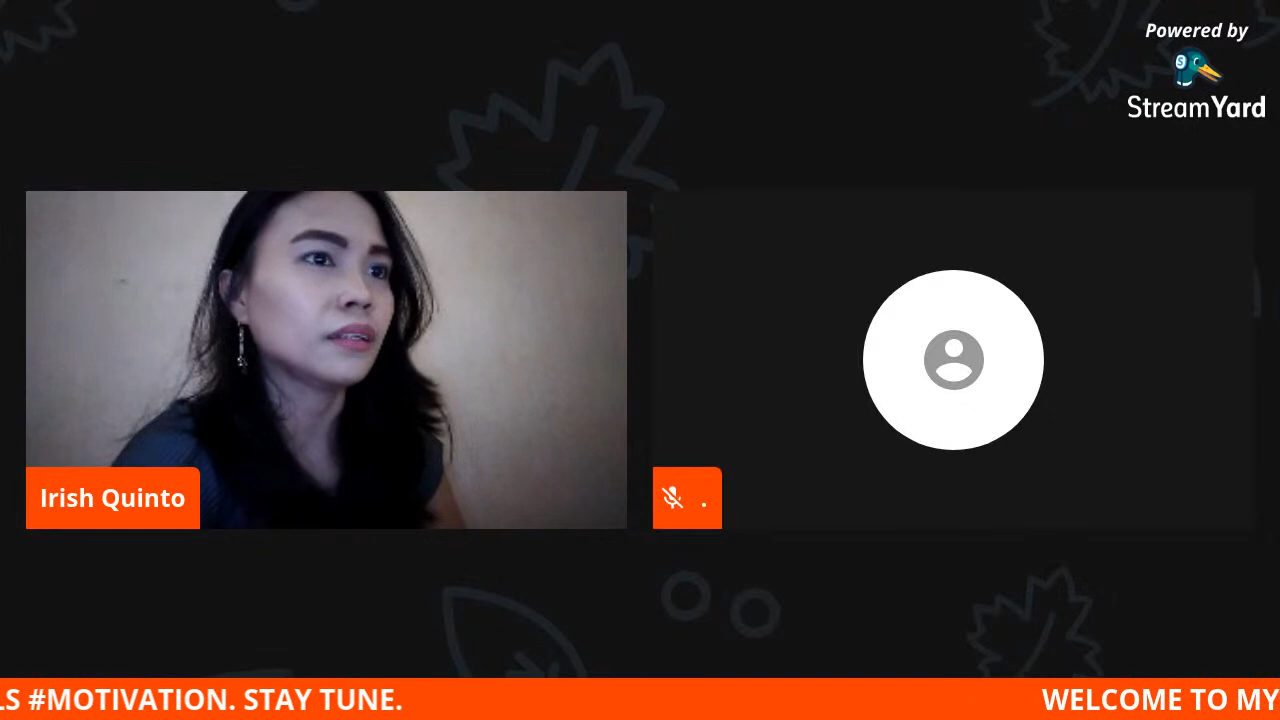 Powered by
StreamYard
Irish Quinto
.
LS #MOTIVATION. STAY TUNE.
WELCOME TO MY